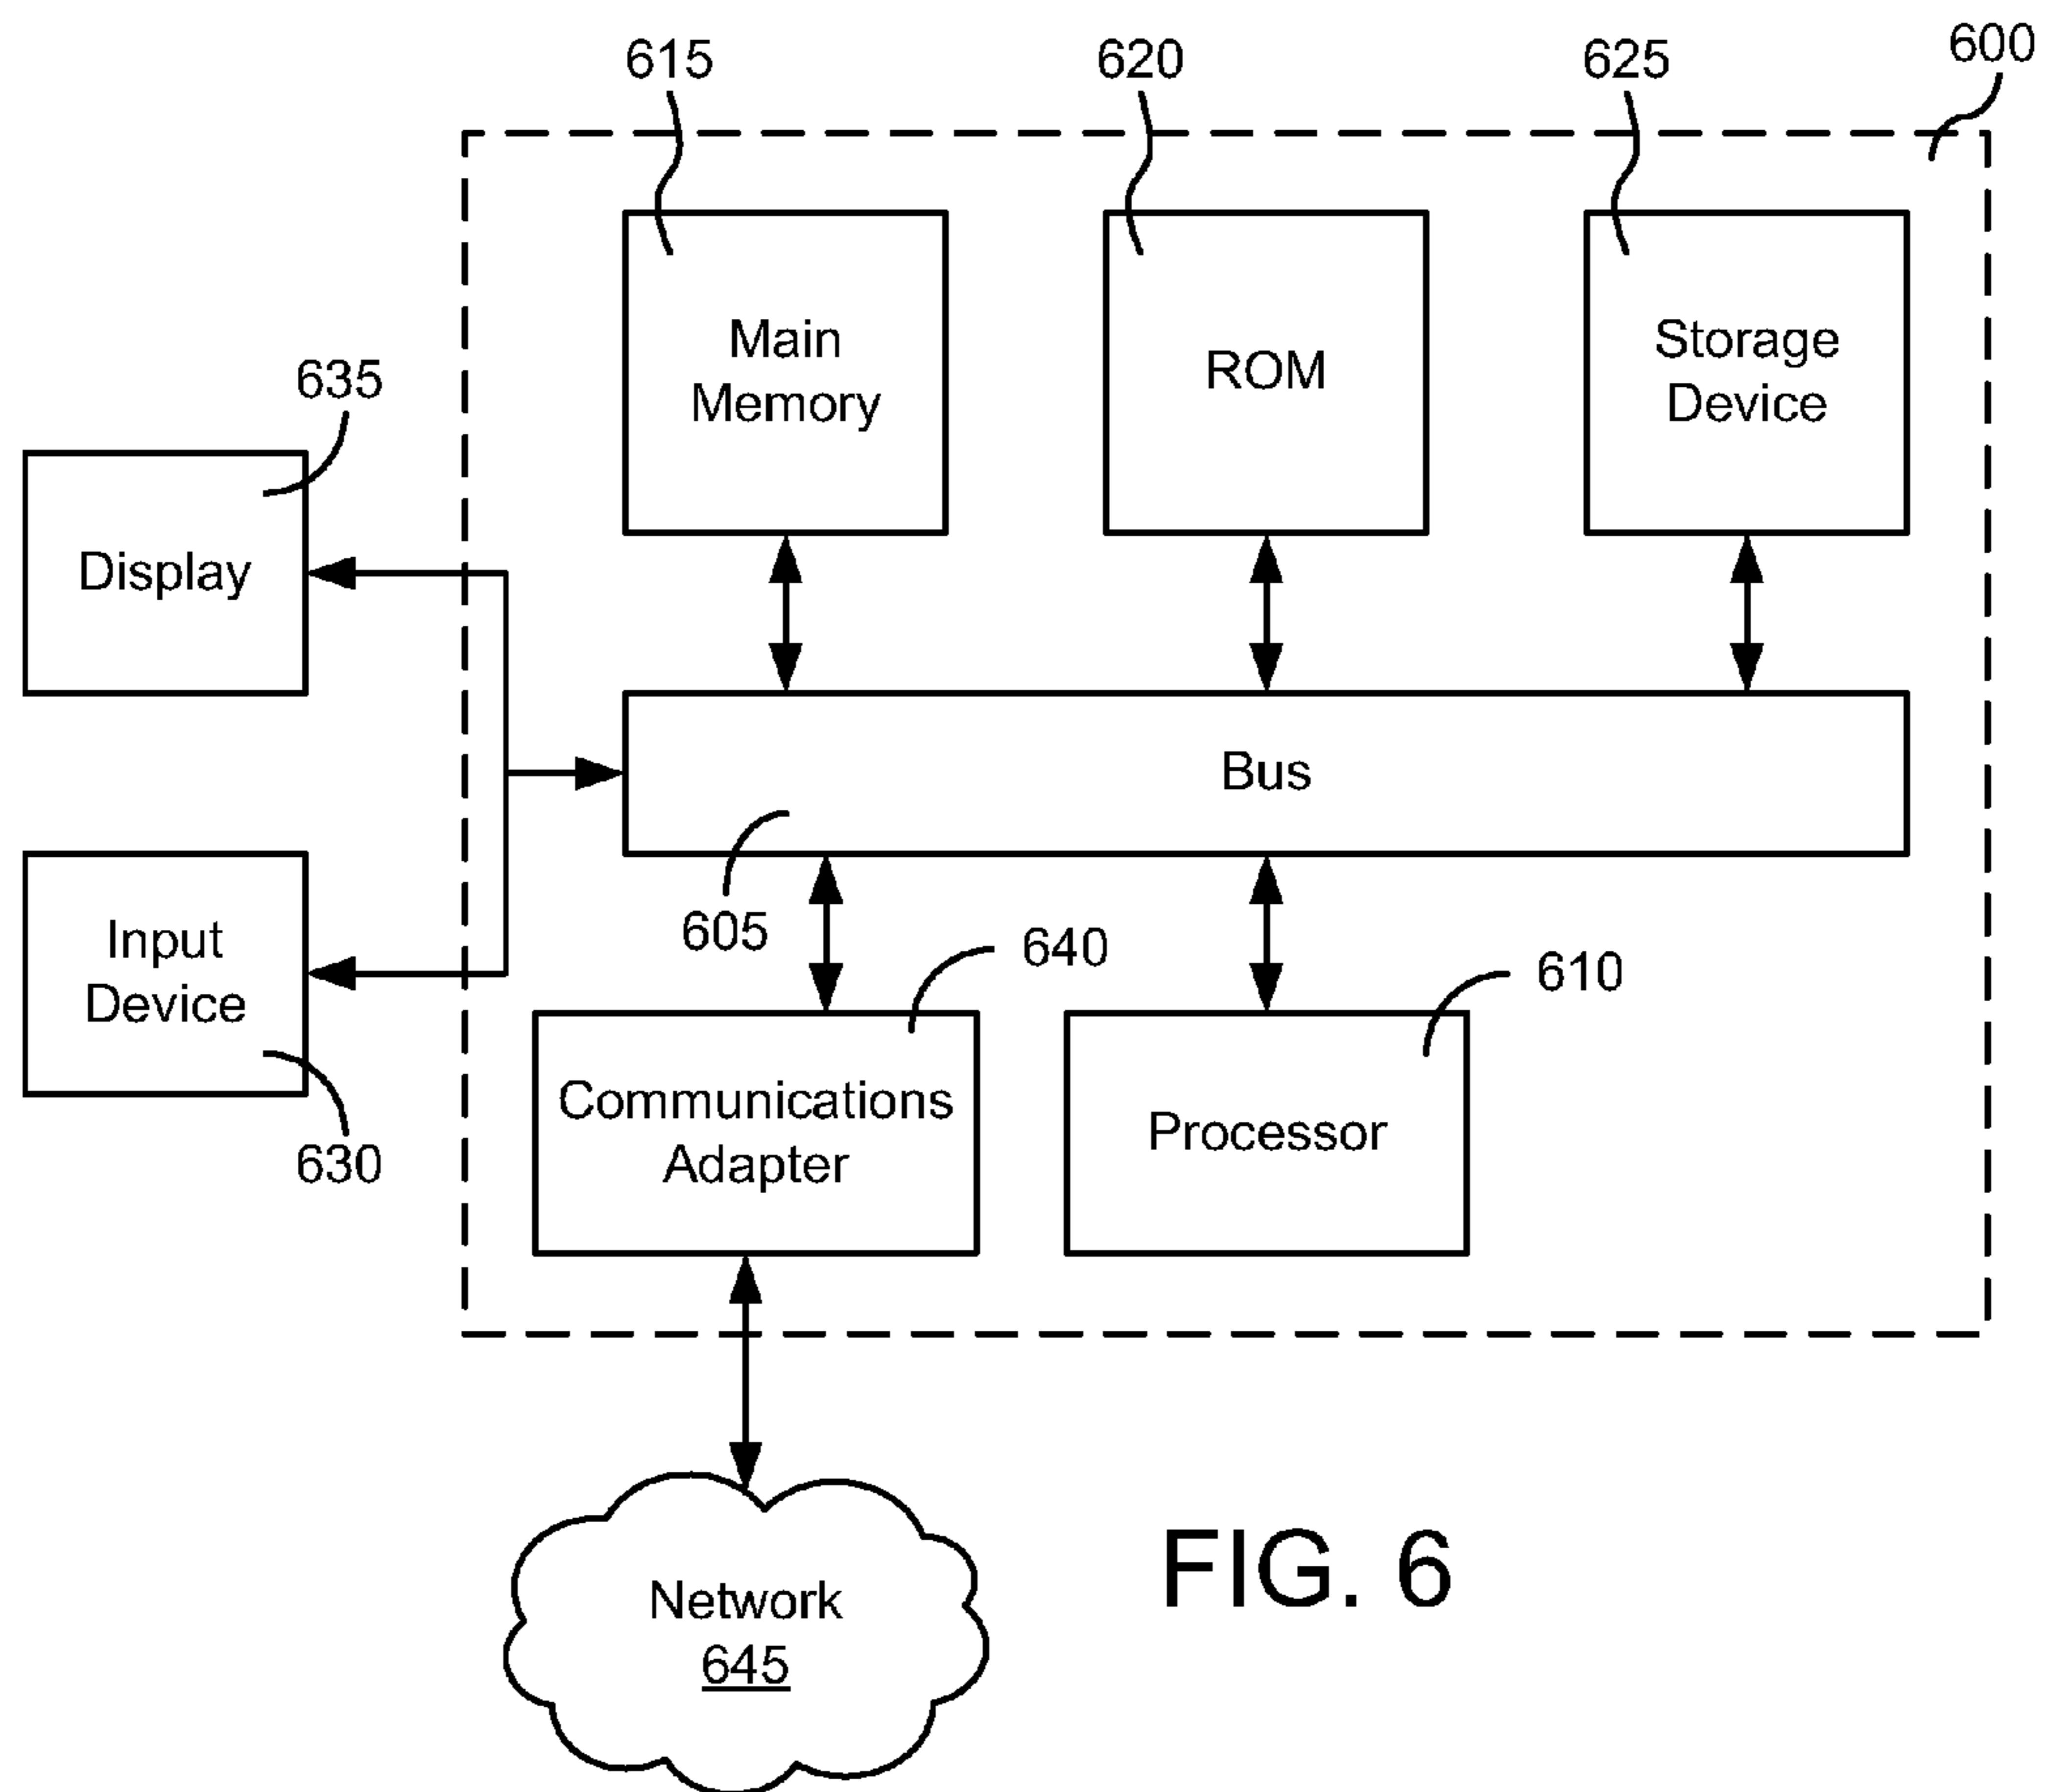 615
620
625
600
Main
Memory
ROM
Storage
Device
635
Display
Bus
605
Input
Device
630
640
610
Communications
Adapter
Processor
Network
645
FIG. 6